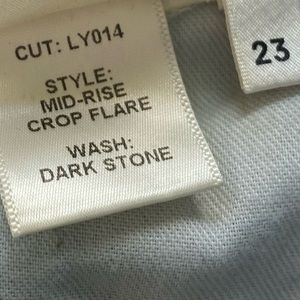 CUT: LY014
STYLE:
MID-RISE
CROP FLARE
WASH:
DARK STONE
23